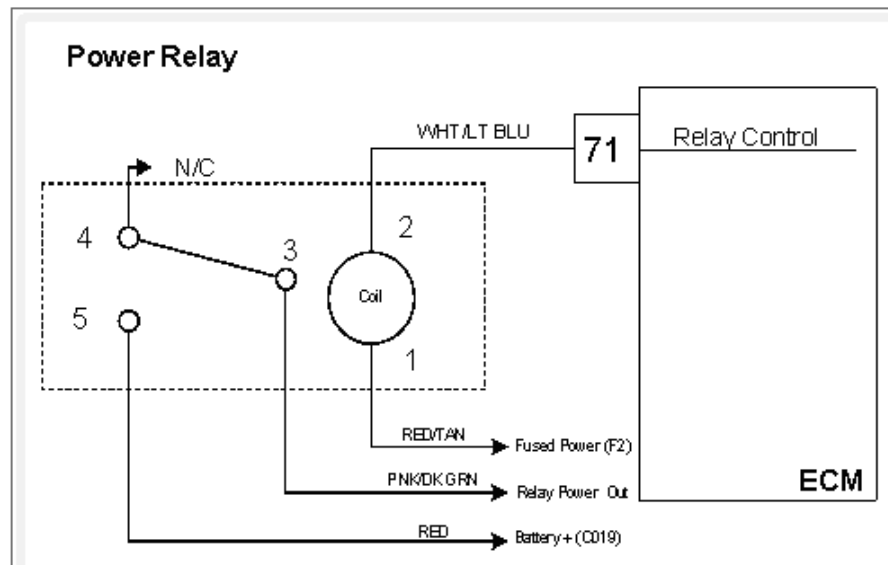 Power Relay
WHT/LT BLU
71
Relay Control
N/C
4
3
2
5
Coil
1
RED/TAN
Fused Power (F2)
PNK/DK GRN
Relay Power Out
ECM
RED
Battery + (C019)